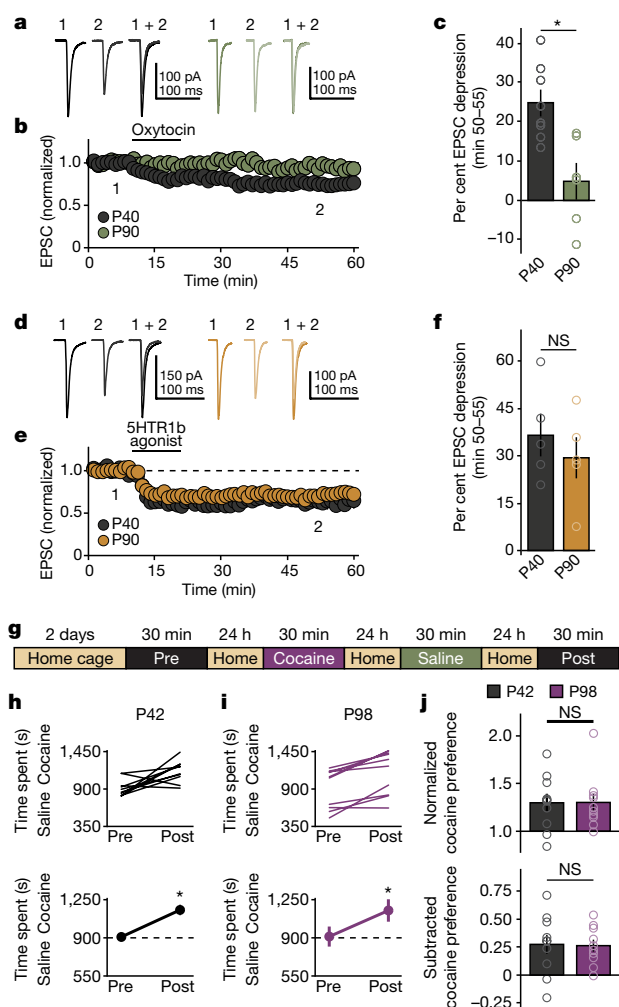 a
1 2 1 + 2
100 pA
100 ms
100 pA
100 ms
b
Oxytocin
EPSC (normalized)
1.0
0.5
0
1
2
P40
P90
0 15 30 45 60
Time (min)
c
Per cent EPSC depression
(min 50–55)
40
30
20
10
0
–10
*
P40 P90
d
1 2 1 + 2 1 2 1 + 2
150 pA
100 ms
100 pA
100 ms
e
5HTR1b
agonist
EPSC (normalized)
1.0
0.5
0
1
2
P40
P90
0 15 30 45 60
Time (min)
f
Per cent EPSC depression
(min 50–55)
60
45
30
15
0
NS
P40 P90
g
2 days 30 min 24 h 30 min 24 h 30 min 24 h 30 min
Home cage Pre Home Cocaine Home Saline Home Post
h
P42
Time spent (s)
Saline Cocaine
1,450
900
350
Pre Post
Time spent (s)
Saline Cocaine
1,250
900
550
*
Pre Post
i
P98
Time spent (s)
Saline Cocaine
1,450
900
350
Pre Post
Time spent (s)
Saline Cocaine
1,250
900
550
*
Pre Post
j
P42 P98
Normalized
cocaine preference
2.0
1.5
1.0
NS
Subtracted
cocaine preference
0.75
0.50
0.25
0
–0.25
NS